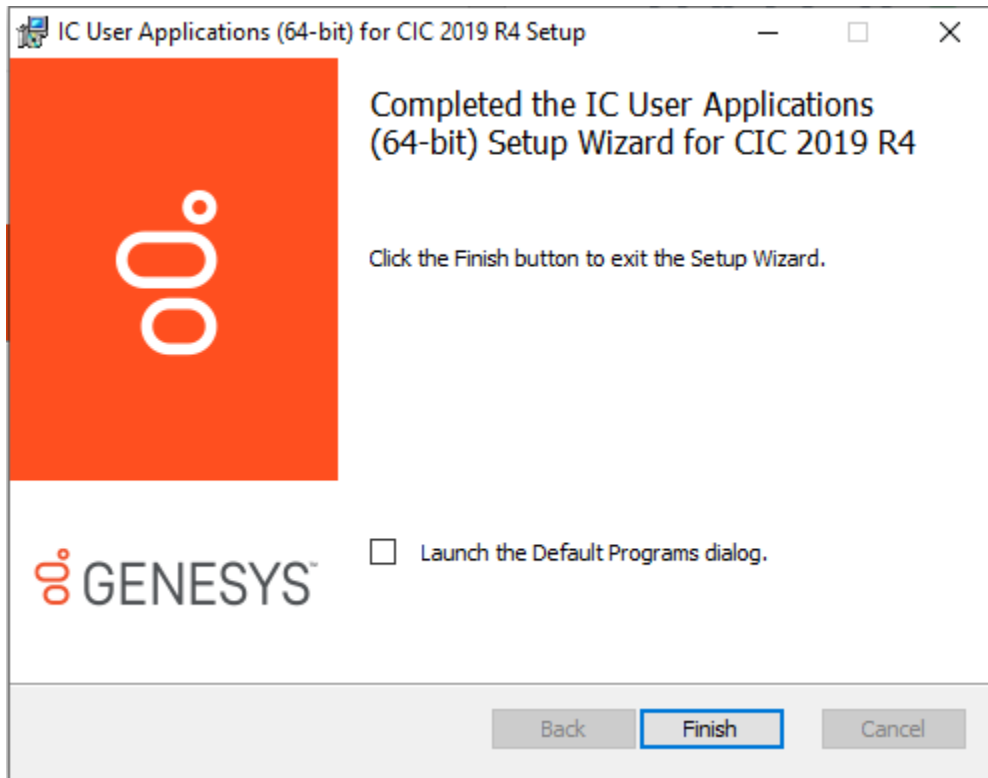 IC User Applications (64-bit) for CIC 2019 R4 Setup
Completed the IC User Applications
(64-bit) Setup Wizard for CIC 2019 R4
Click the Finish button to exit the Setup Wizard.
Launch the Default Programs dialog.
GENESYS™
Back
Finish
Cancel